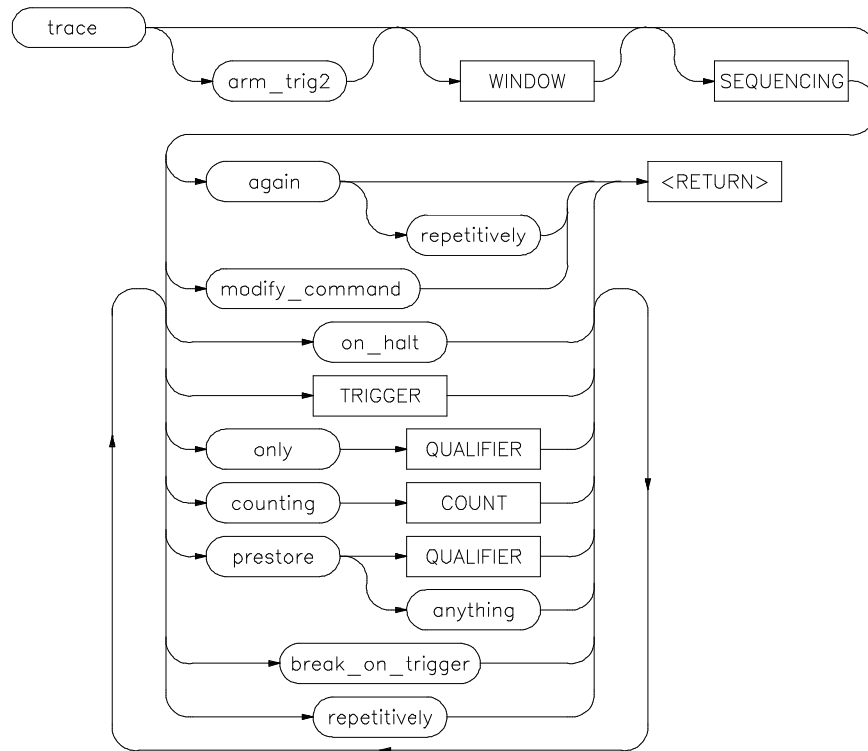 trace
arm_trig2
WINDOW
SEQUENCING
again
<RETURN>
repetitively
modify_command
on_halt
TRIGGER
only
QUALIFIER
counting
COUNT
prestore
QUALIFIER
anything
break_on_trigger
repetitively